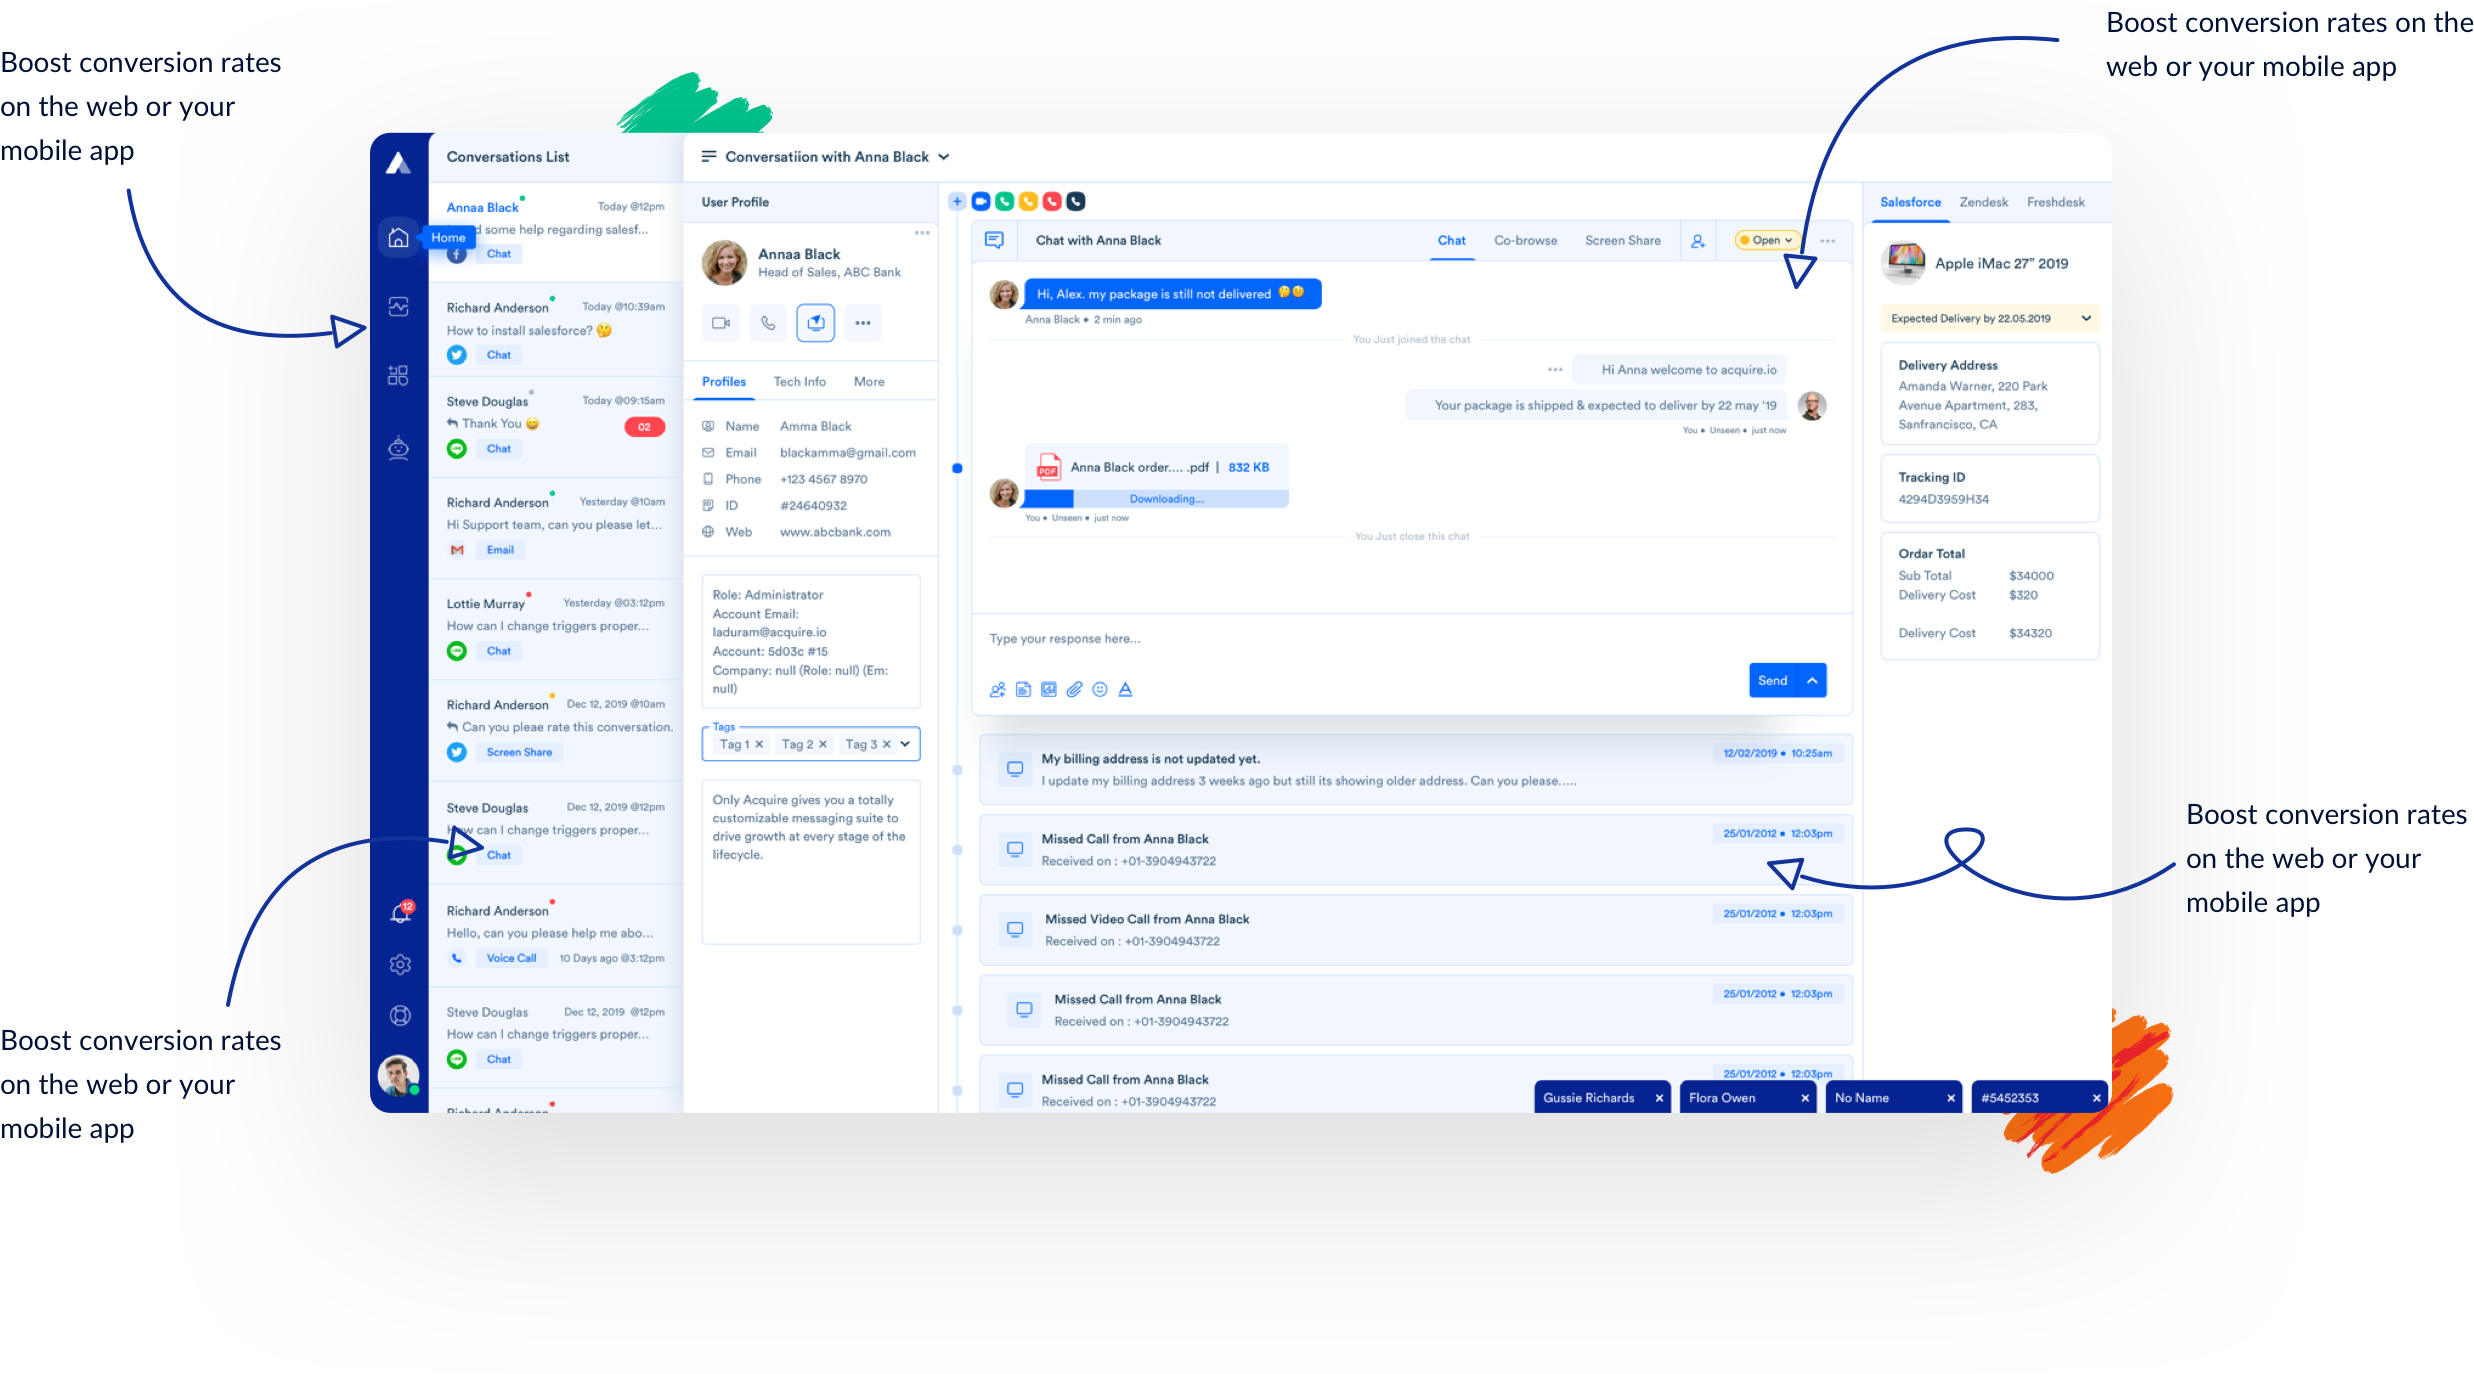 Boost conversion rates
on the web or your
mobile app
Boost conversion rates on the
web or your mobile app
Conversations List
Annaa Black
Today @12pm
some help regarding salesf...
Home
Chat
Richard Anderson
Today @10:39am
How to install salesforce? 🤔
Chat
Steve Douglas
Today @09:15am
Thank You 😄
02
Chat
Richard Anderson
Yesterday @10am
Hi Support team, can you please let...
Email
Lottie Murray
Yesterday @03:12pm
How can I change triggers proper...
Chat
Richard Anderson
Dec 12, 2019 @10am
Can you pleae rate this conversation.
Screen Share
Steve Douglas
Dec 12, 2019 @12pm
How can I change triggers proper...
Chat
Richard Anderson
Hello, can you please help me abo...
Voice Call
10 Days ago @3:12pm
Steve Douglas
Dec 12, 2019 @12pm
How can I change triggers proper...
Chat
Richard Anderson
12
Conversatiion with Anna Black
User Profile
Annaa Black
Head of Sales, ABC Bank
Profiles
Tech Info
More
Name Amma Black
Email blackamma@gmail.com
Phone +123 4567 8970
ID #24640932
Web www.abcbank.com
Role: Administrator
Account Email:
laduram@acquire.io
Account: 5d03c #15
Company: null (Role: null) (Em:
null)
Tags
Tag 1 × Tag 2 × Tag 3 ×
Only Acquire gives you a totally
customizable messaging suite to
drive growth at every stage of the
lifecycle.
Chat with Anna Black
Chat
Co-browse
Screen Share
Open
Hi, Alex. my package is still not delivered 🤔😐
Anna Black • 2 min ago
You Just joined the chat
Hi Anna welcome to acquire.io
Your package is shipped & expected to deliver by 22 may '19
You • Unseen • just now
PDF
Anna Black order.... .pdf | 832 KB
Downloading...
You • Unseen • just now
You Just close this chat
Type your response here...
Send
My billing address is not updated yet.
12/02/2019 • 10:25am
I update my billing address 3 weeks ago but still its showing older address. Can you please.....
Missed Call from Anna Black
25/01/2012 • 12:03pm
Received on : +01-3904943722
Missed Video Call from Anna Black
25/01/2012 • 12:03pm
Received on : +01-3904943722
Missed Call from Anna Black
25/01/2012 • 12:03pm
Received on : +01-3904943722
Missed Call from Anna Black
25/01/2012 • 12:03pm
Received on : +01-3904943722
Gussie Richards ×
Flora Owen ×
No Name ×
#5452353 ×
Salesforce
Zendesk
Freshdesk
Apple iMac 27” 2019
Expected Delivery by 22.05.2019
Delivery Address
Amanda Warner, 220 Park
Avenue Apartment, 283,
Sanfrancisco, CA
Tracking ID
4294D3959H34
Ordar Total
Sub Total $34000
Delivery Cost $320
Delivery Cost $34320
Boost conversion rates
on the web or your
mobile app
Boost conversion rates
on the web or your
mobile app